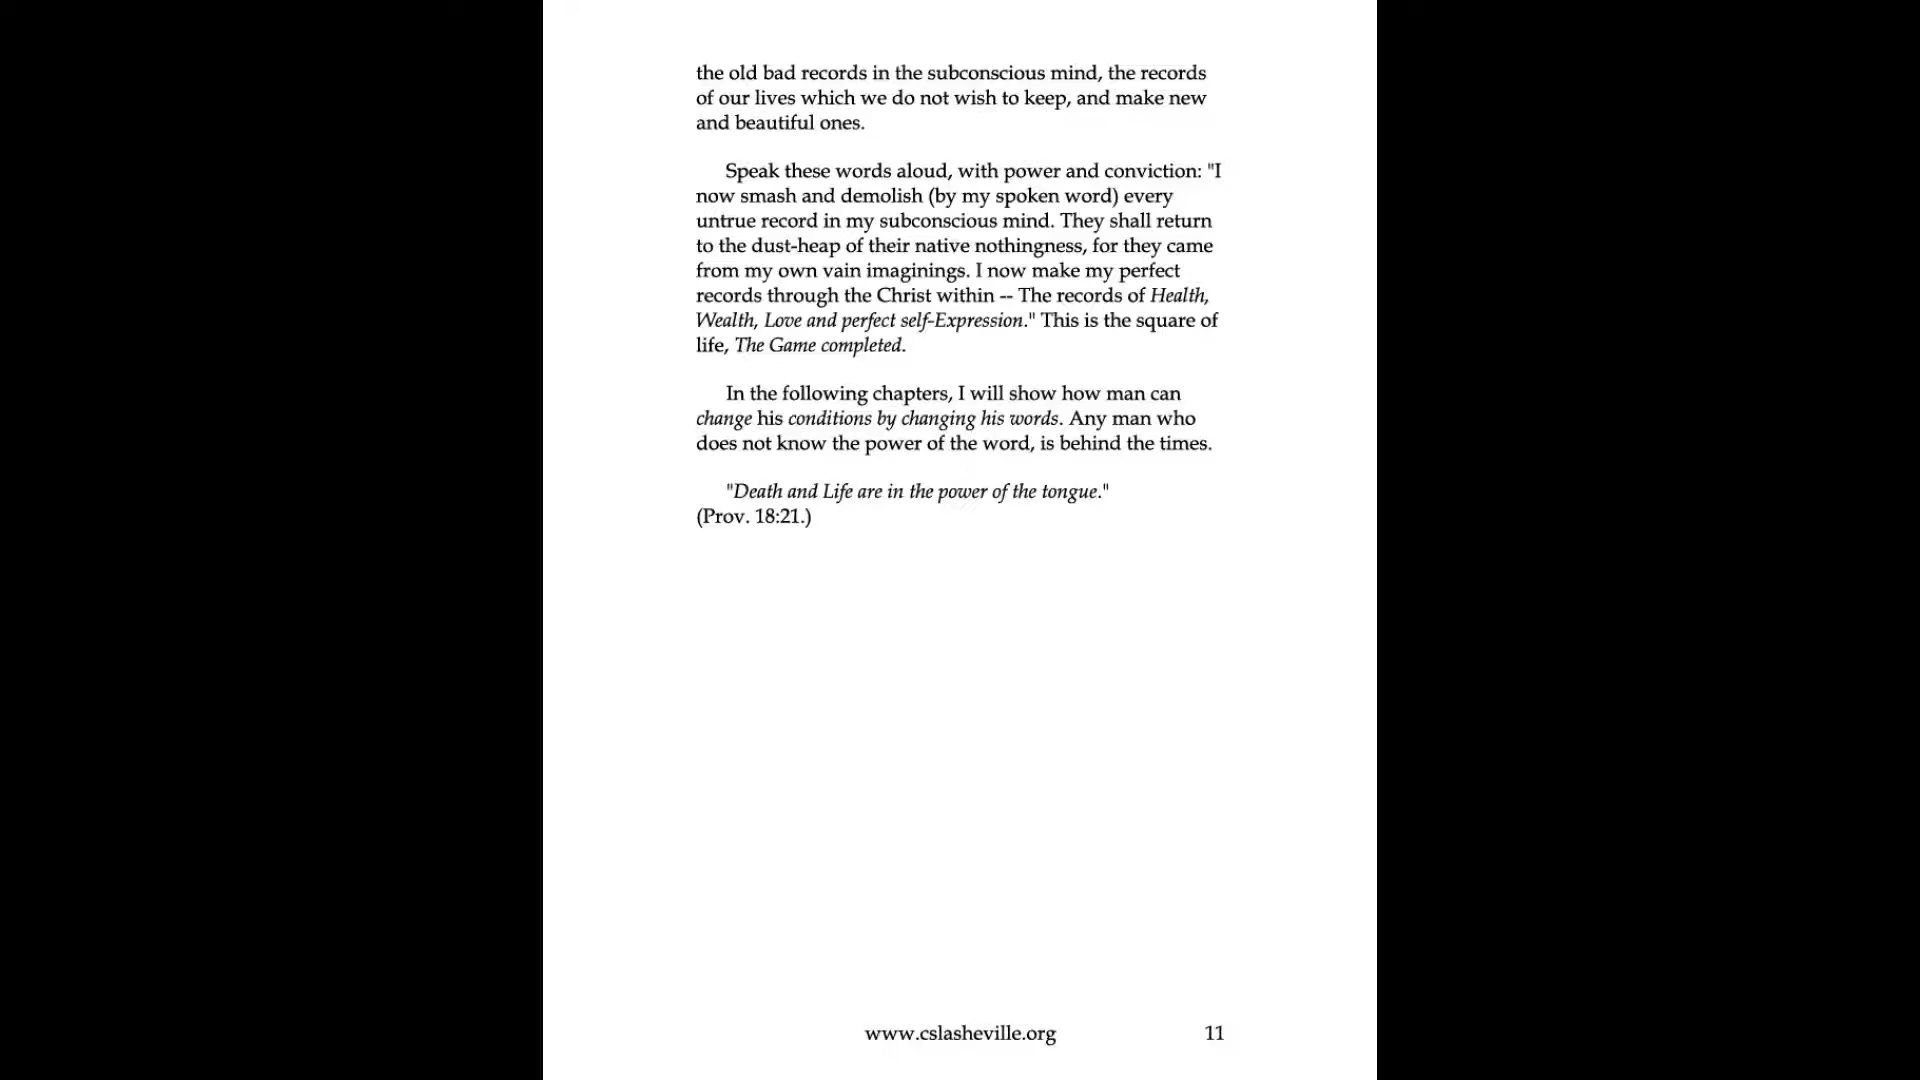 the old bad records in the subconscious mind, the records
of our lives which we do not wish to keep, and make new
and beautiful ones.
Speak these words aloud, with power and conviction: "I
now smash and demolish (by my spoken word) every
untrue record in my subconscious mind. They shall return
to the dust-heap of their native nothingness, for they came
from my own vain imaginings. I now make my perfect
records through the Christ within -- The records of Health,
Wealth, Love and perfect self-Expression." This is the square of
life, The Game completed.
In the following chapters, I will show how man can
change his conditions by changing his words. Any man who
does not know the power of the word, is behind the times.
"Death and Life are in the power of the tongue."
(Prov. 18:21.)
www.cslasheville.org 11